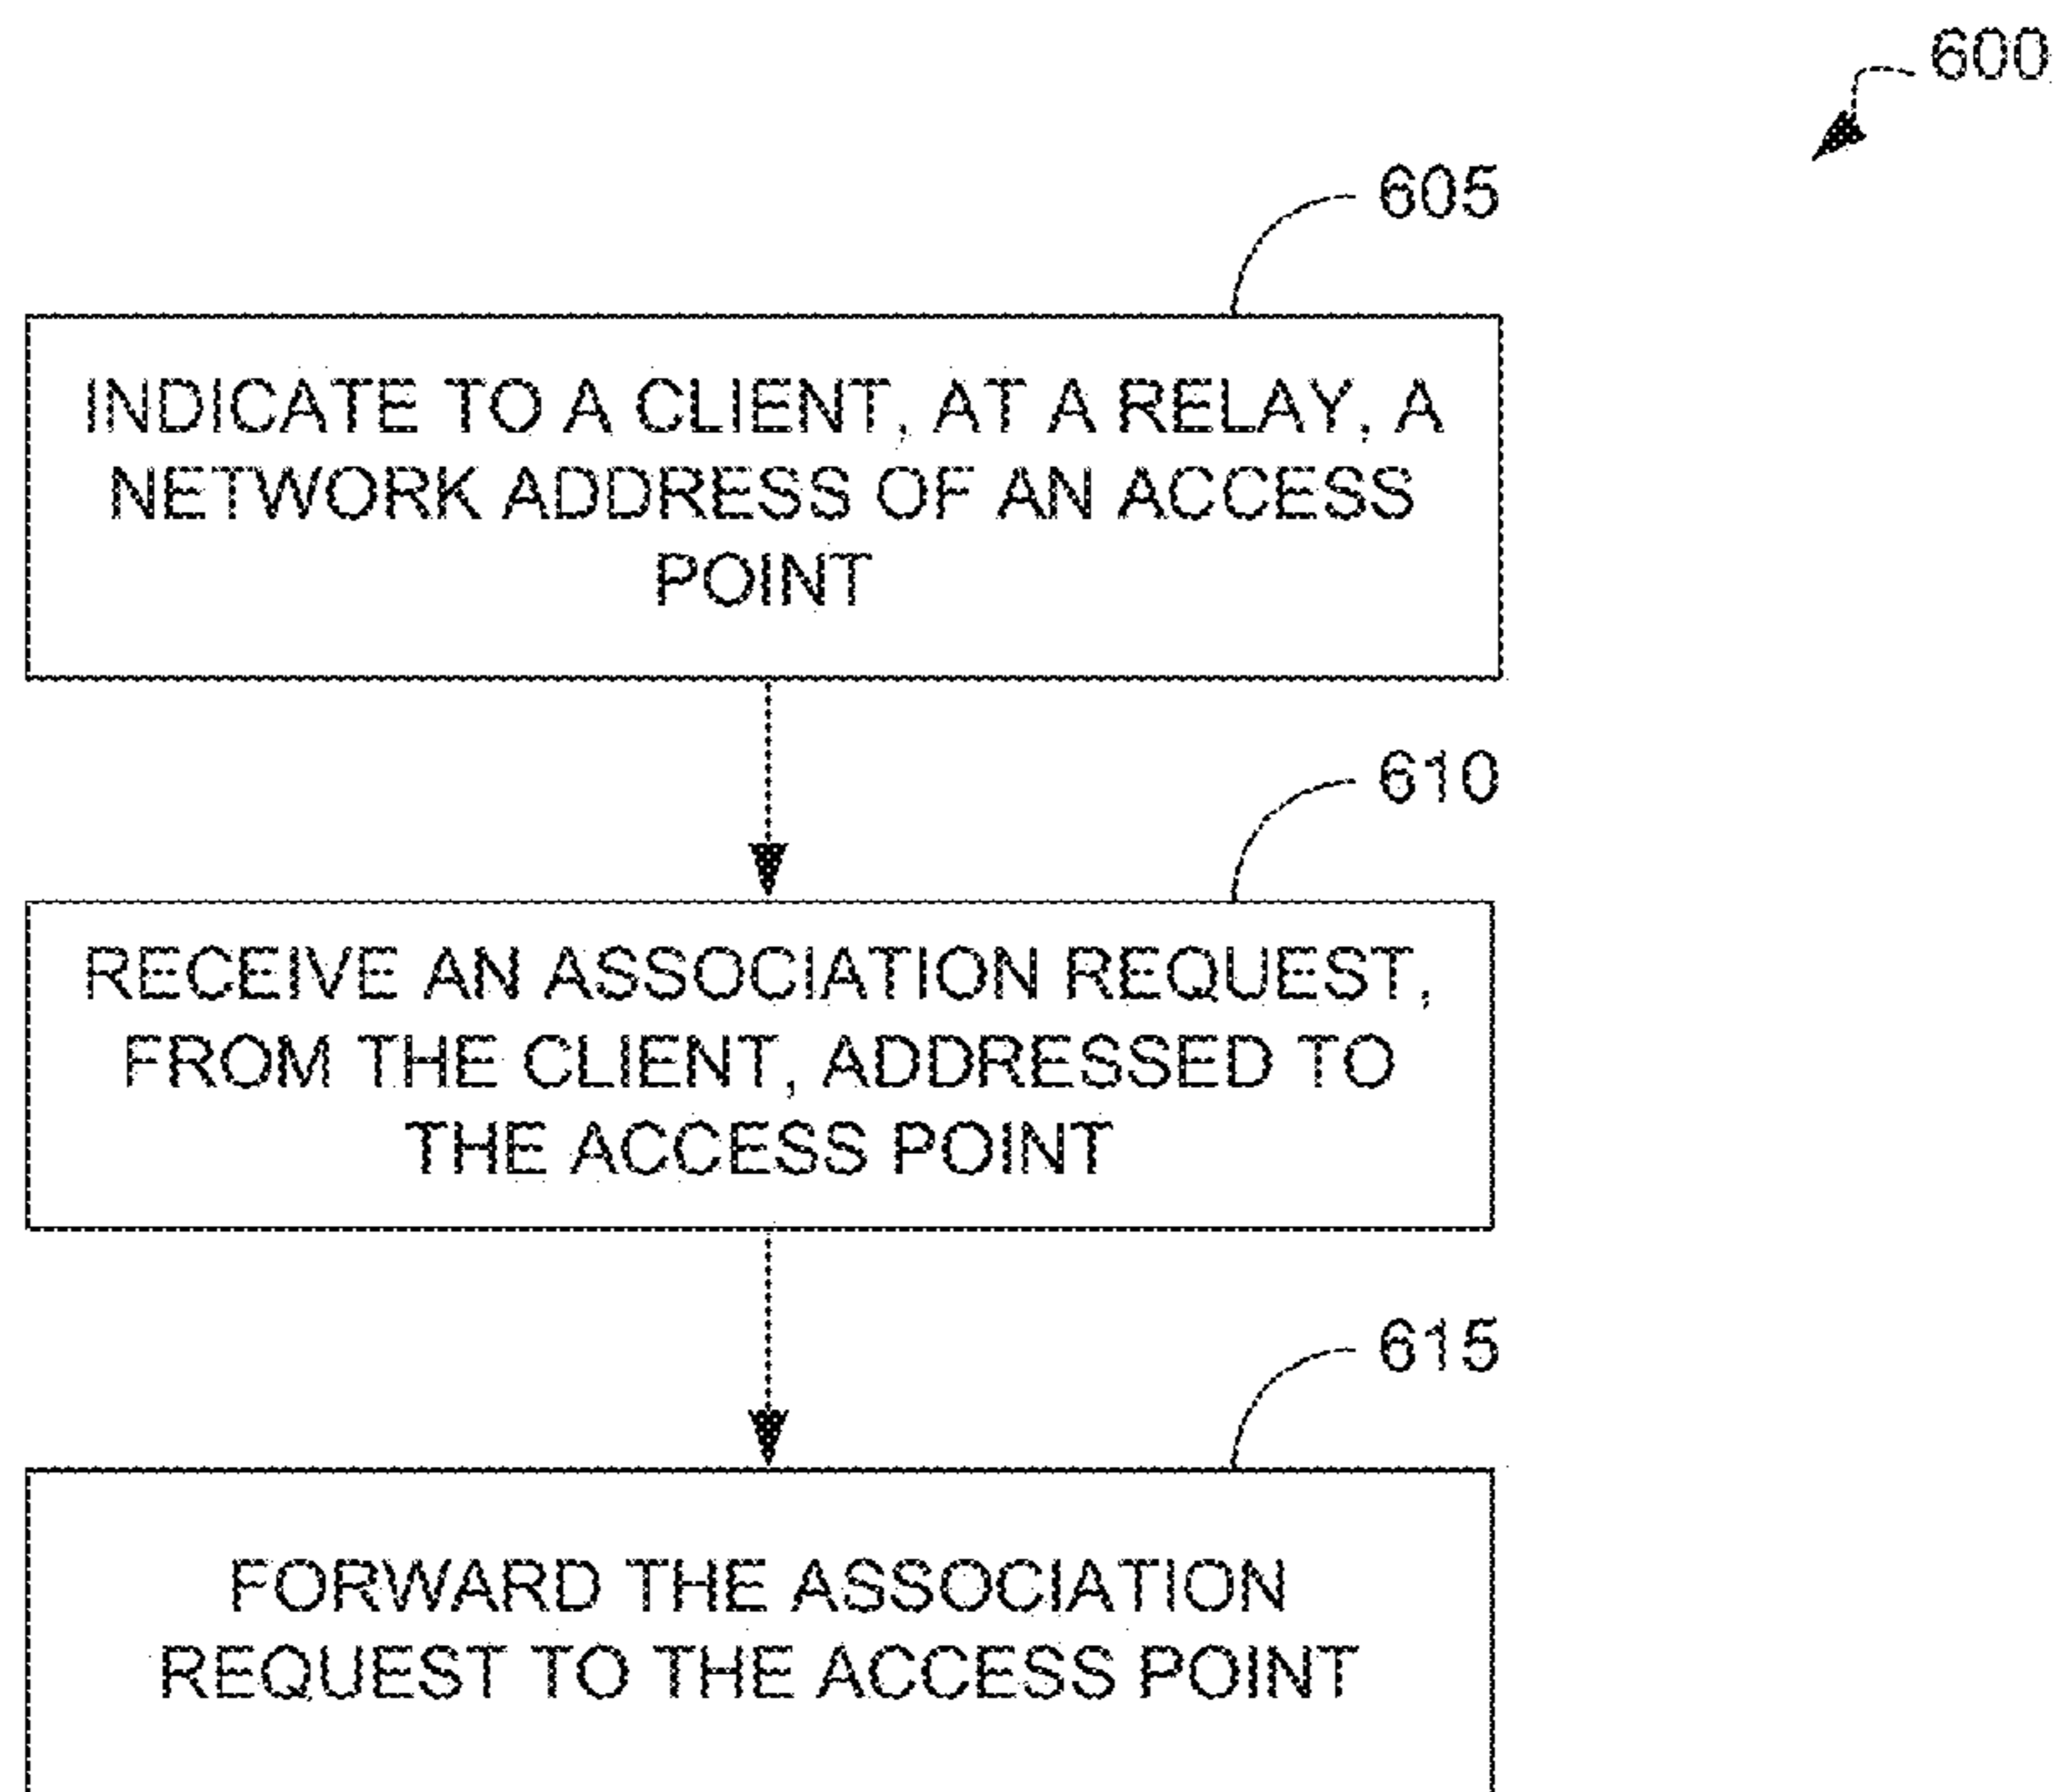 600
605
INDICATE TO A CLIENT, AT A RELAY, A
NETWORK ADDRESS OF AN ACCESS
POINT
610
RECEIVE AN ASSOCIATION REQUEST,
FROM THE CLIENT, ADDRESSED TO
THE ACCESS POINT
615
FORWARD THE ASSOCIATION
REQUEST TO THE ACCESS POINT